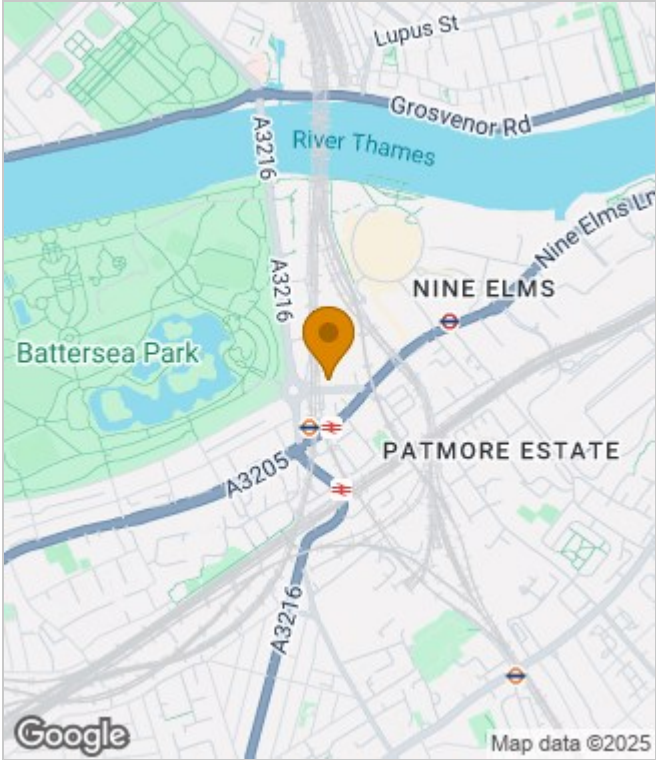 Lupus St
Grosvenor Rd
A3216
River Thames
Nine Elms Ln
A3216
NINE ELMS
Battersea Park
PATMORE ESTATE
A3205
A3216
Google
Map data ©2025